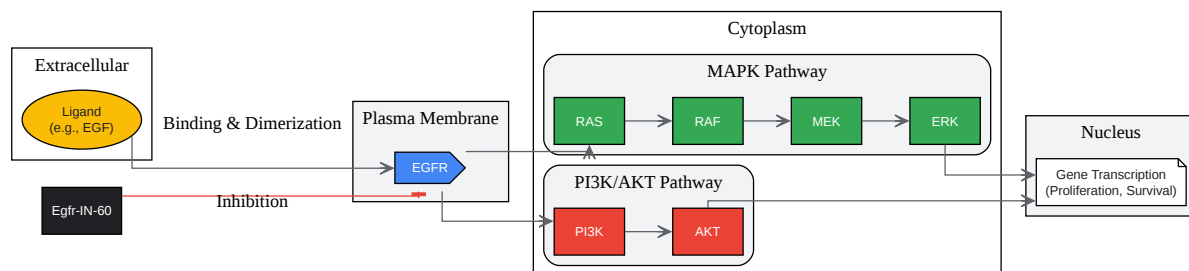 Cytoplasm
Extracellular
MAPK Pathway
Ligand
(e.g., EGF)
Binding & Dimerization
Plasma Membrane
RAS
RAF
MEK
ERK
Nucleus
EGFR
PI3K/AKT Pathway
Gene Transcription
(Proliferation, Survival)
Egfr-IN-60
Inhibition
PI3K
AKT